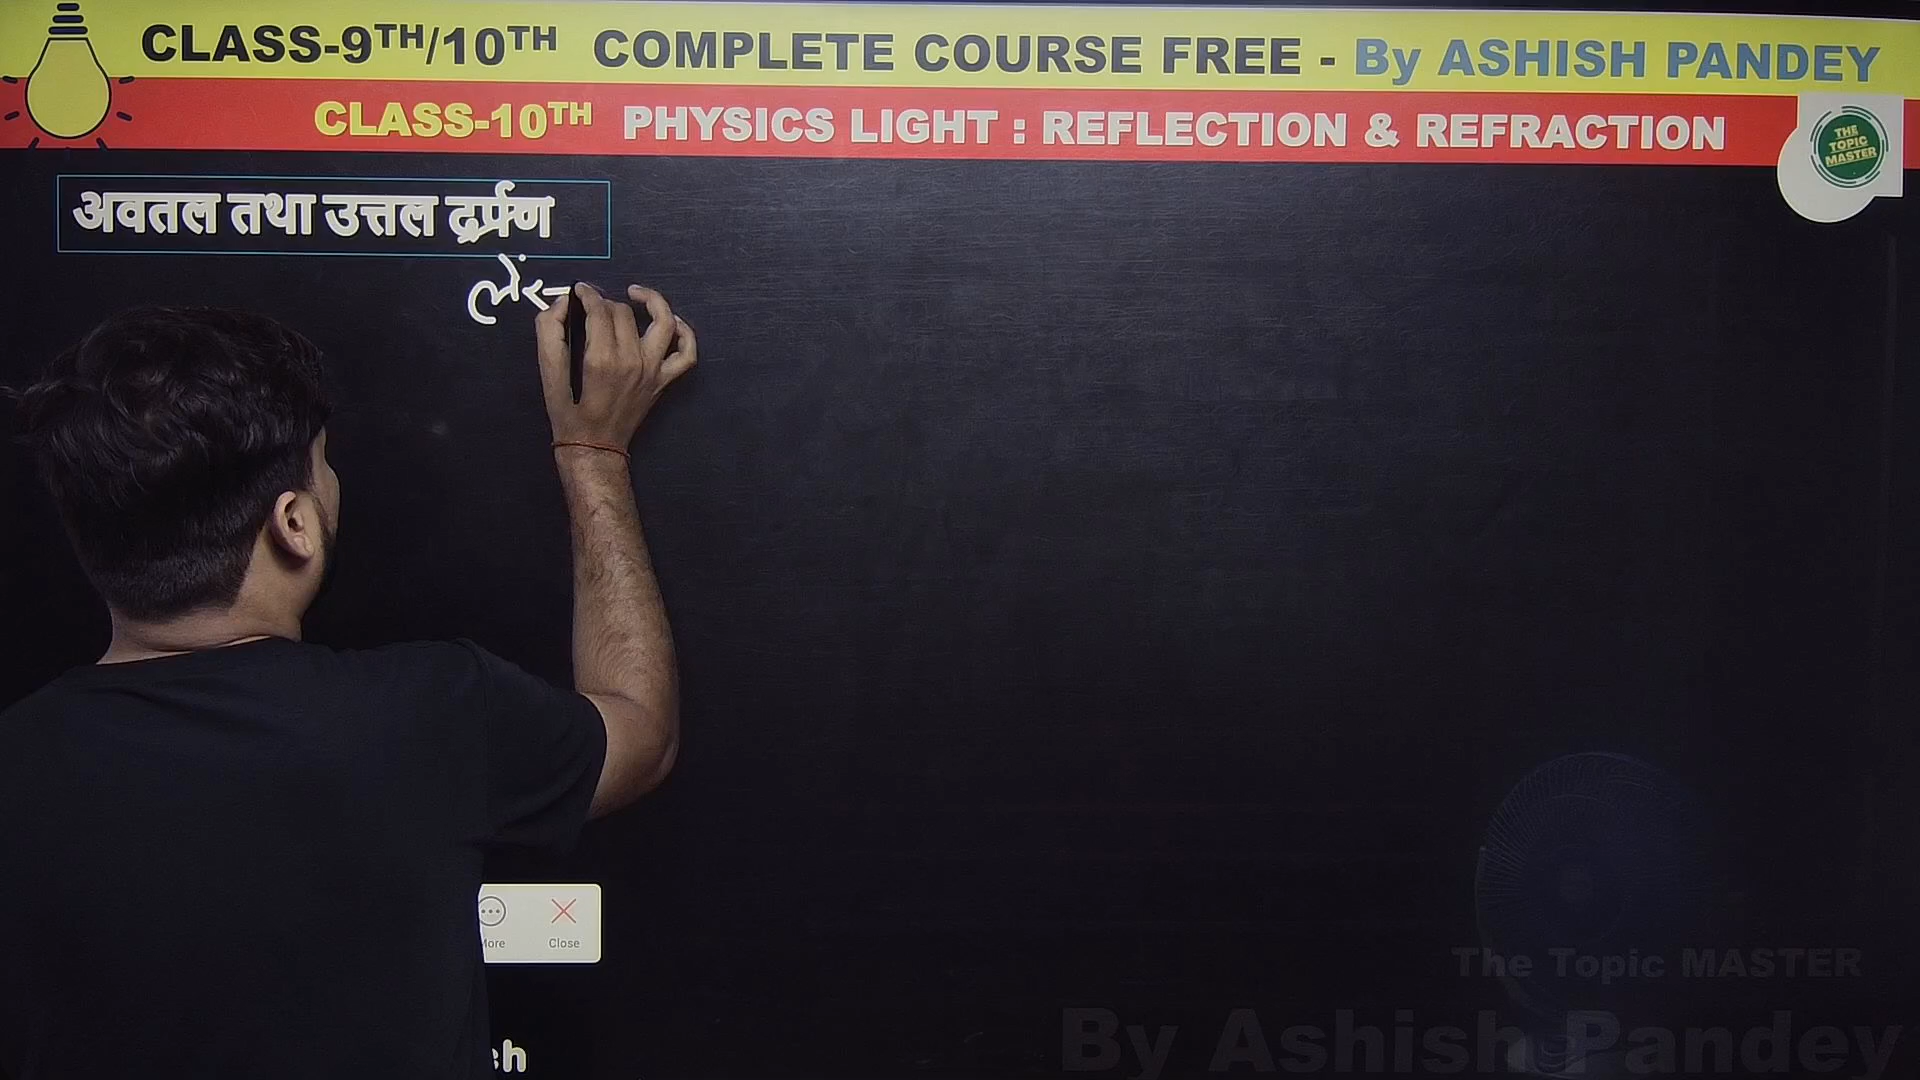 CLASS-9TH/10TH COMPLETE COURSE FREE - By ASHISH PANDEY
CLASS-10TH PHYSICS LIGHT : REFLECTION & REFRACTION
THE
TOPIC
MASTER
अवतल तथा उत्तल दर्प्रण
More
Close
The Topic MASTER
By Ashish Pandey